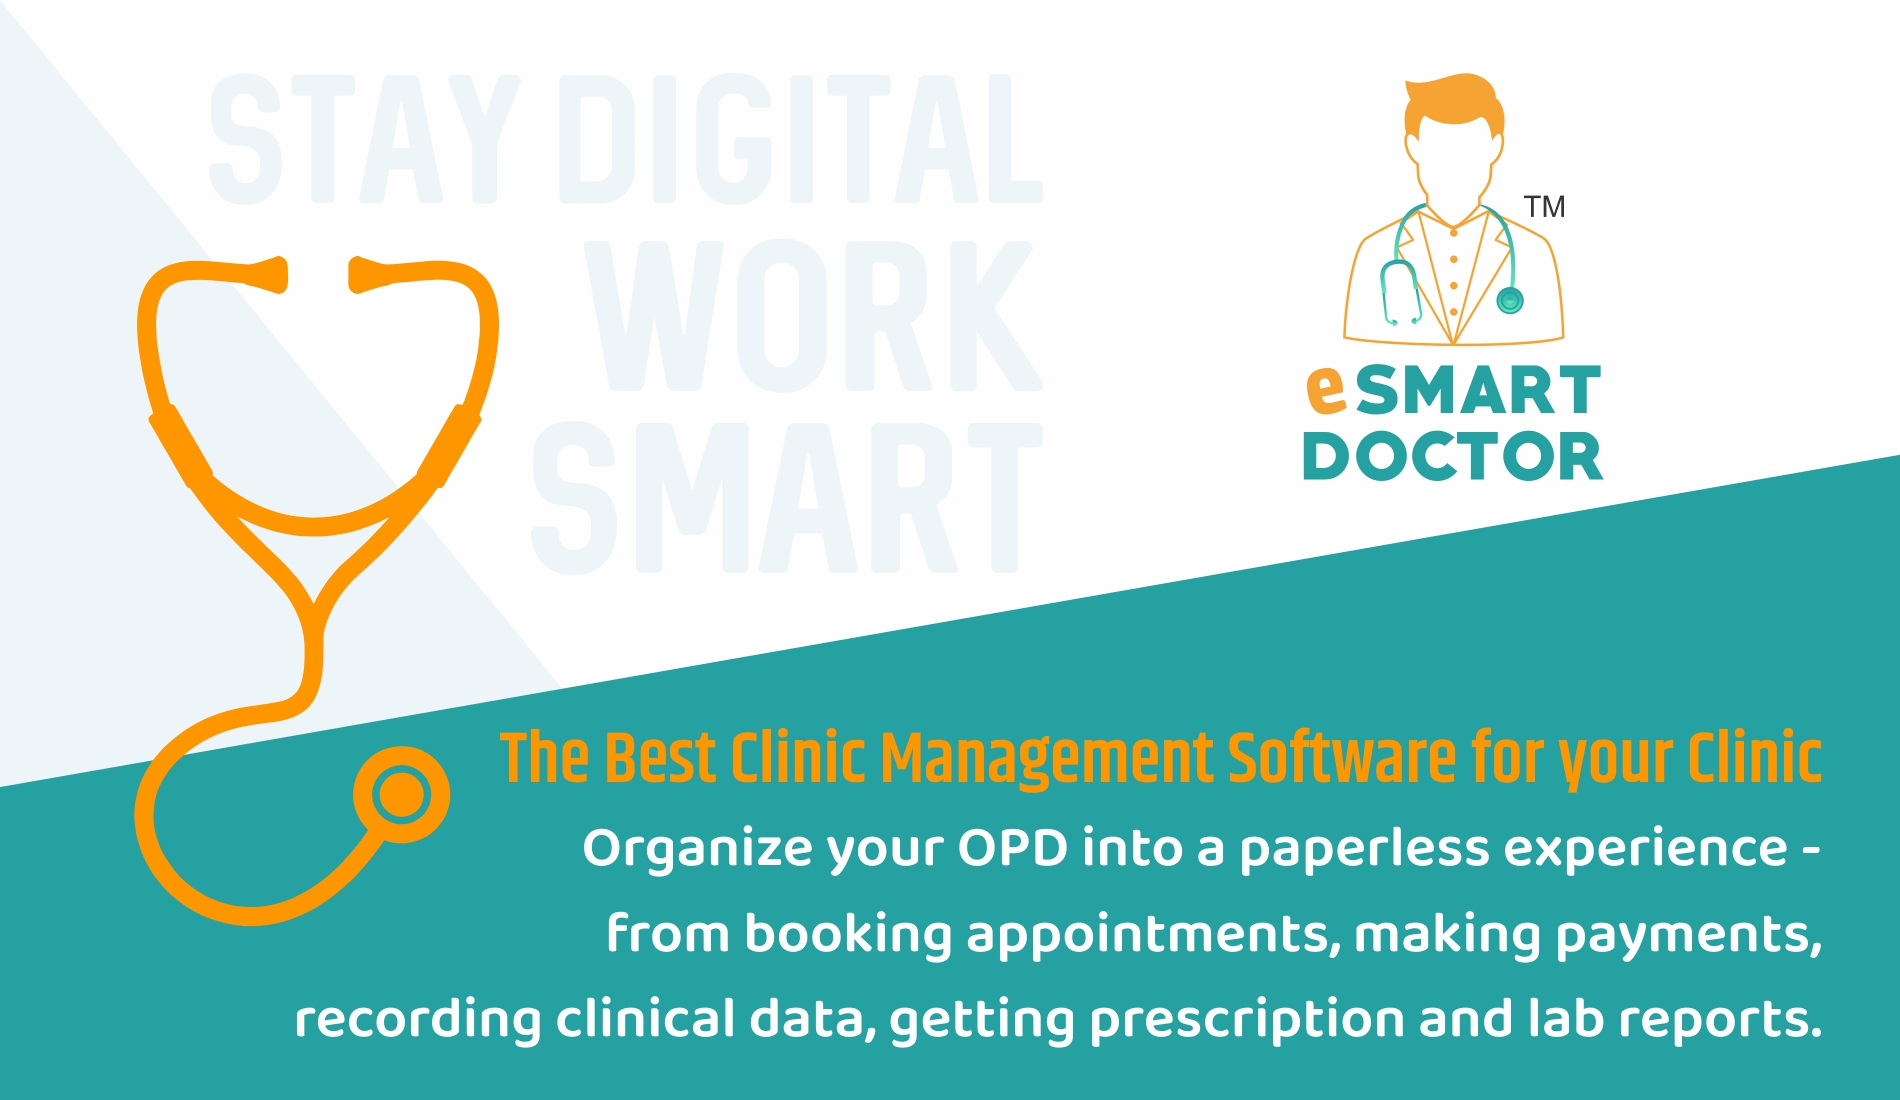 STAY DIGITAL
WORK
SMART
TM
eSMART
DOCTOR
The Best Clinic Management Software for your Clinic
Organize your OPD into a paperless experience -
from booking appointments, making payments,
recording clinical data, getting prescription and lab reports.